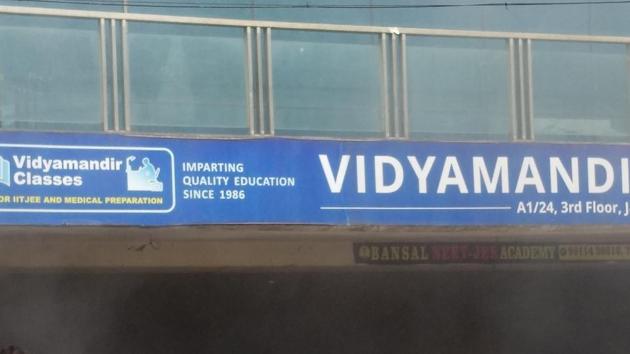 Vidyamandir
Classes
OR IITJEE AND MEDICAL PREPARATION
IMPARTING
QUALITY EDUCATION
SINCE 1986
VIDYAMANDI
A1/24, 3rd Floor, J
BANSAL NEET-JEE ACADEMY